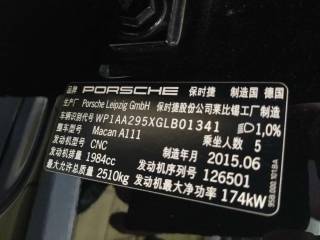 品牌 PORSCHE 保时捷 制造国 德国
生产厂 Porsche Leipzig GmbH 保时捷股份公司莱比锡工厂制造
车辆识别代号 WP1AA295XGLB01341 1,0%
整车型号 Macan A111 乘坐人数 5
发动机型号 CNC 制造年月 2015.06
发动机排量 1984cc 发动机序列号 126501
最大允许总质量 2510kg 发动机最大净功率 174kW